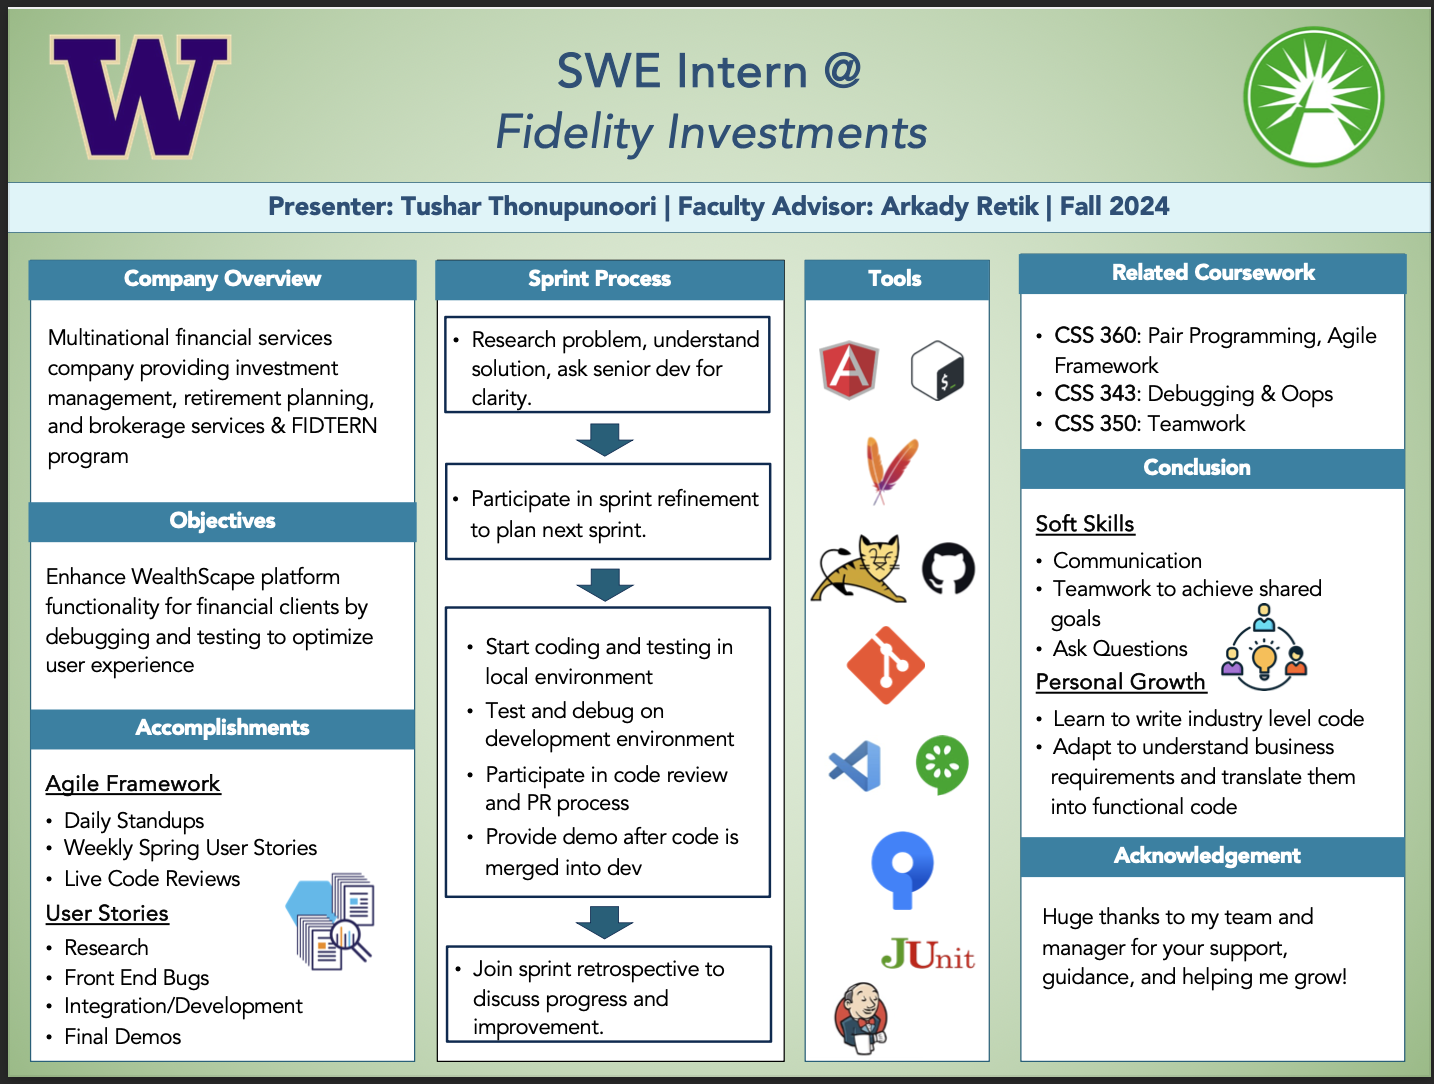 W
SWE Intern @
Fidelity Investments
Presenter: Tushar Thonupunoori | Faculty Advisor: Arkady Retik | Fall 2024
Company Overview
Multinational financial services
company providing investment
management, retirement planning,
and brokerage services & FIDTERN
program
Objectives
Enhance WealthScape platform
functionality for financial clients by
debugging and testing to optimize
user experience
Accomplishments
Agile Framework
• Daily Standups
• Weekly Spring User Stories
• Live Code Reviews
User Stories
• Research
• Front End Bugs
• Integration/Development
• Final Demos
Sprint Process
• Research problem, understand
solution, ask senior dev for
clarity.
• Participate in sprint refinement
to plan next sprint.
• Start coding and testing in
local environment
• Test and debug on
development environment
• Participate in code review
and PR process
• Provide demo after code is
merged into dev
• Join sprint retrospective to
discuss progress and
improvement.
Tools
A
$_
JUnit
Related Coursework
• CSS 360: Pair Programming, Agile
Framework
• CSS 343: Debugging & Oops
• CSS 350: Teamwork
Conclusion
Soft Skills
• Communication
• Teamwork to achieve shared
goals
• Ask Questions
Personal Growth
• Learn to write industry level code
• Adapt to understand business
requirements and translate them
into functional code
Acknowledgement
Huge thanks to my team and
manager for your support,
guidance, and helping me grow!